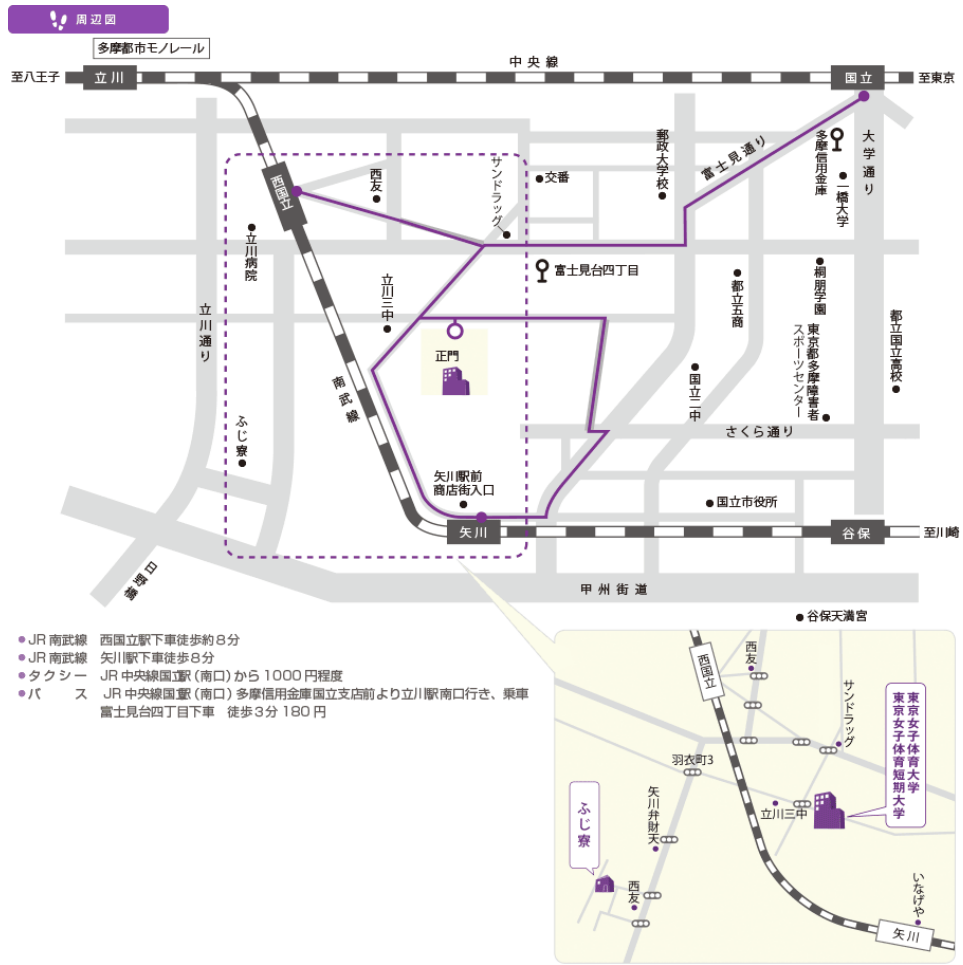 周辺図
多摩都市モノレール
至八王子
立川
中央線
国立
至東京
西国立
西友
サンドラッグ
交番
郵政大学校
富士見通り
多摩信用金庫
一橋大学
大学通り
立川病院
富士見台四丁目
立川三中
都立五商
桐朋学園
立川通り
正門
東京都多摩障害者
スポーツセンター
都立国立高校
南武線
国立二中
さくら通り
ふじ寮
矢川駅前
商店街入口
国立市役所
矢川
谷保
至川崎
日野橋
甲州街道
谷保天満宮
JR南武線 西国立駅下車徒歩約8分
JR南武線 矢川駅下車徒歩8分
タクシー JR中央線国立駅(南口)から1000円程度
バス JR中央線国立駅(南口)多摩信用金庫国立支店前より立川駅南口行き、乗車
富士見台四丁目下車 徒歩3分 180円
西国立
西友
サンドラッグ
東京女子体育大学
東京女子体育短期大学
羽衣町3
矢川弁財天
立川三中
ふじ寮
西友
いなげや
矢川